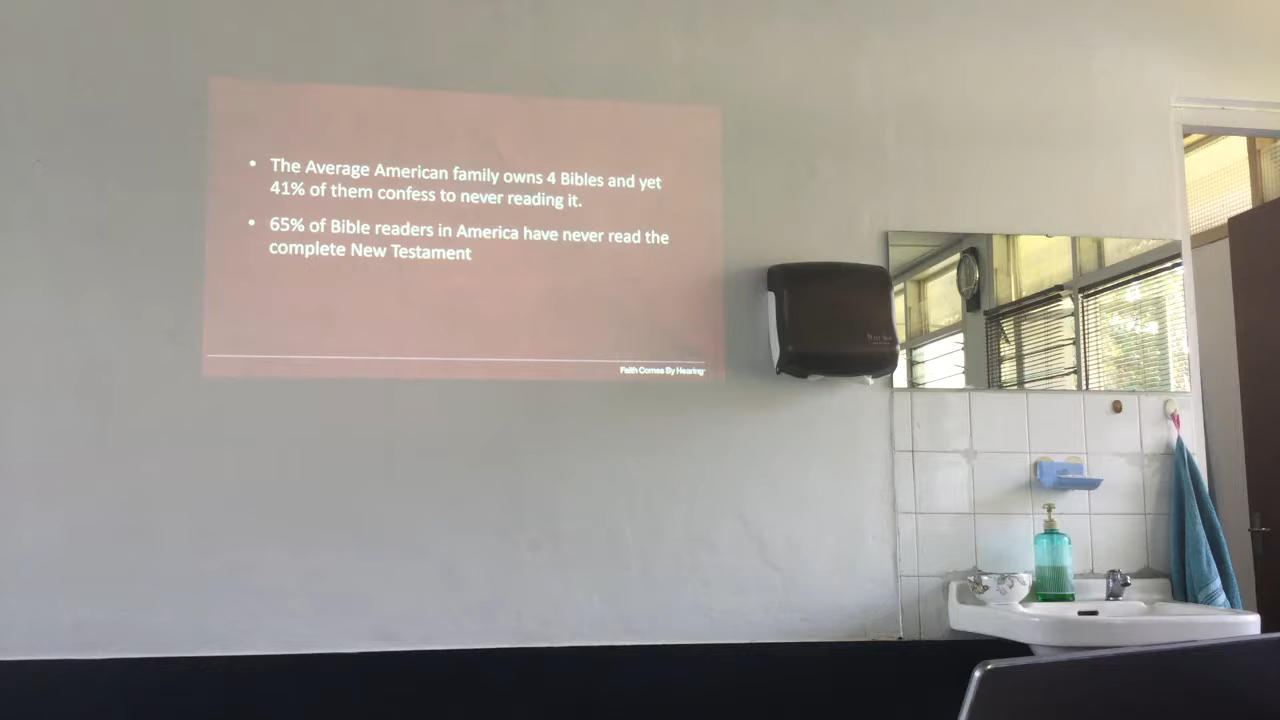 • The Average American family owns 4 Bibles and yet
41% of them confess to never reading it.
• 65% of Bible readers in America have never read the
complete New Testament
Faith Comes By Hearing